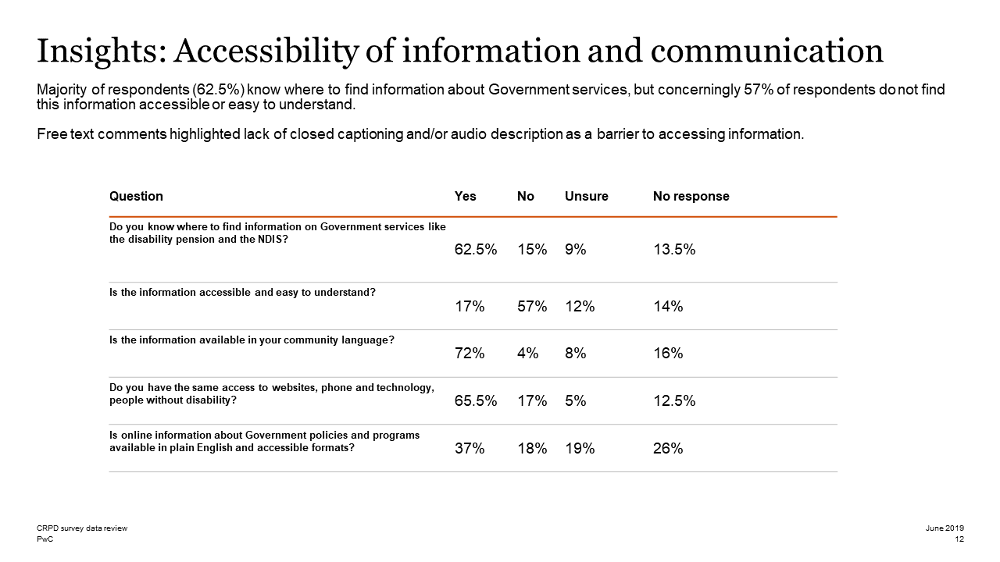 Insights: Accessibility of information and communication
Majority of respondents (62.5%) know where to find information about Government services, but concerningly 57% of respondents do not find
this information accessible or easy to understand.
Free text comments highlighted lack of closed captioning and/or audio description as a barrier to accessing information.
Question Yes No Unsure No response
Do you know where to find information on Government services like
the disability pension and the NDIS?
62.5% 15% 9% 13.5%
Is the information accessible and easy to understand?
17% 57% 12% 14%
Is the information available in your community language?
72% 4% 8% 16%
Do you have the same access to websites, phone and technology,
people without disability?
65.5% 17% 5% 12.5%
Is online information about Government policies and programs
available in plain English and accessible formats?
37% 18% 19% 26%
CRPD survey data review June 2019
PwC 12